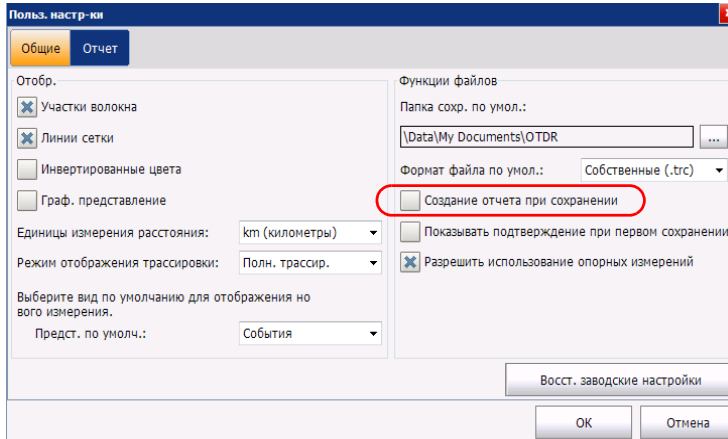 Польз. настр-ки
Общие
Отчет
Отобр.
Участки волокна
Линии сетки
Инвертированные цвета
Граф. представление
Единицы измерения расстояния:
km (километры)
Режим отображения трассировки:
Полн. трассир.
Выберите вид по умолчанию для отображения но
вого измерения.
Предст. по умолч.:
События
Функции файлов
Папка сохр. по умол.:
\Data\My Documents\OTDR
...
Формат файла по умол.:
Собственные (.trc)
Создание отчета при сохранении
Показывать подтверждение при первом сохранении
Разрешить использование опорных измерений
Восст. заводские настройки
OK
Отмена